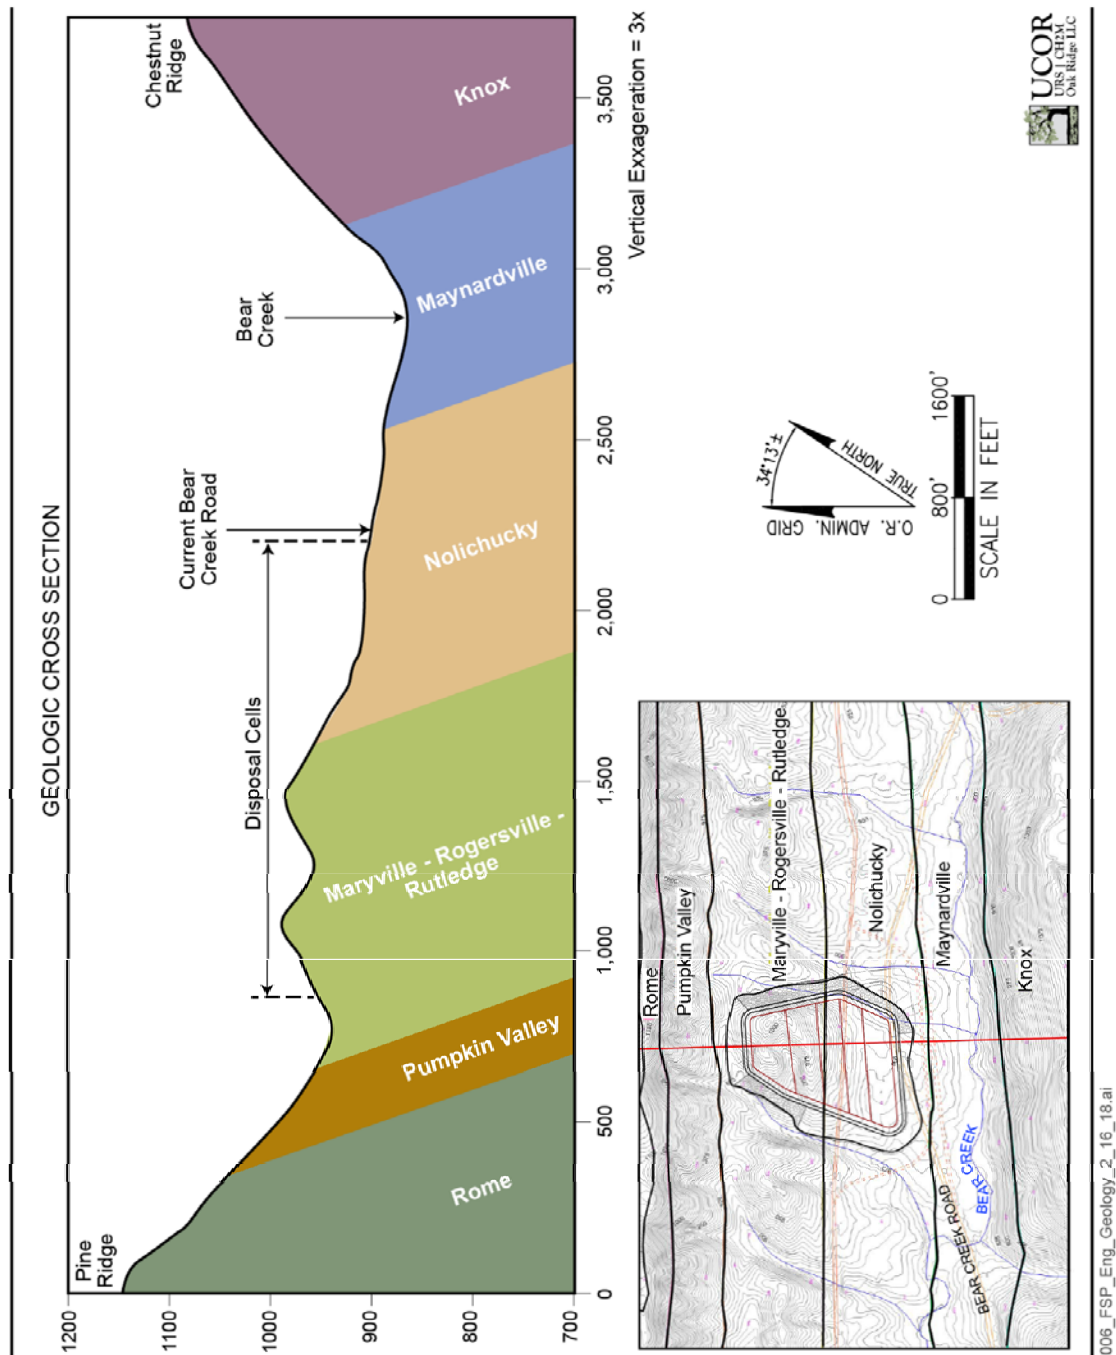 GEOLOGIC CROSS SECTION
1200
1100
1000
900
800
700
Pine
Ridge
Disposal Cells
Current Bear
Creek Road
Bear
Creek
Chestnut
Ridge
Rome
Pumpkin Valley
Maryville - Rogersville -
Rutledge
Nolichucky
Maynardville
Knox
0
500
1,000
1,500
2,000
2,500
3,000
3,500
Vertical Exxageration = 3x
Rome
Pumpkin Valley
Maryville - Rogersville - Rutledge
Nolichucky
Maynardville
Knox
BEAR CREEK ROAD
BEAR CREEK
34°13'±
O.R. ADMIN. GRID
TRUE NORTH
0
800'
1600'
SCALE IN FEET
UCOR
URS | CH2M
Oak Ridge LLC
006_FSP_Eng_Geology_2_16_18.ai